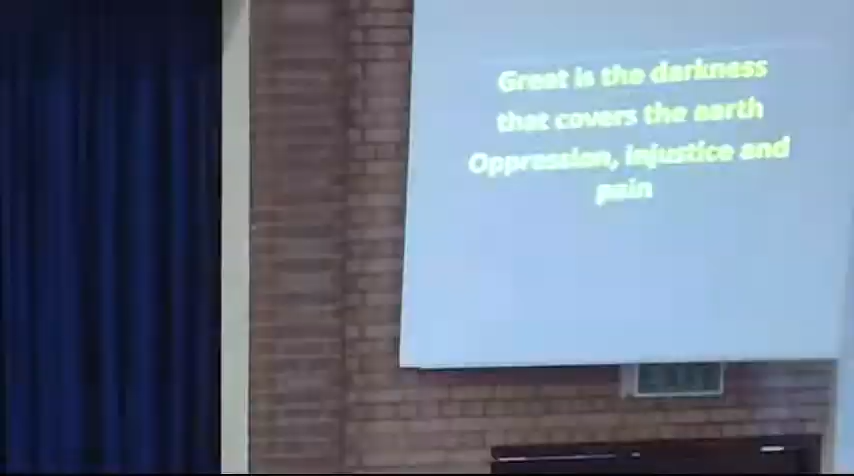 Great is the darkness
that covers the earth
Oppression, injustice and
pain